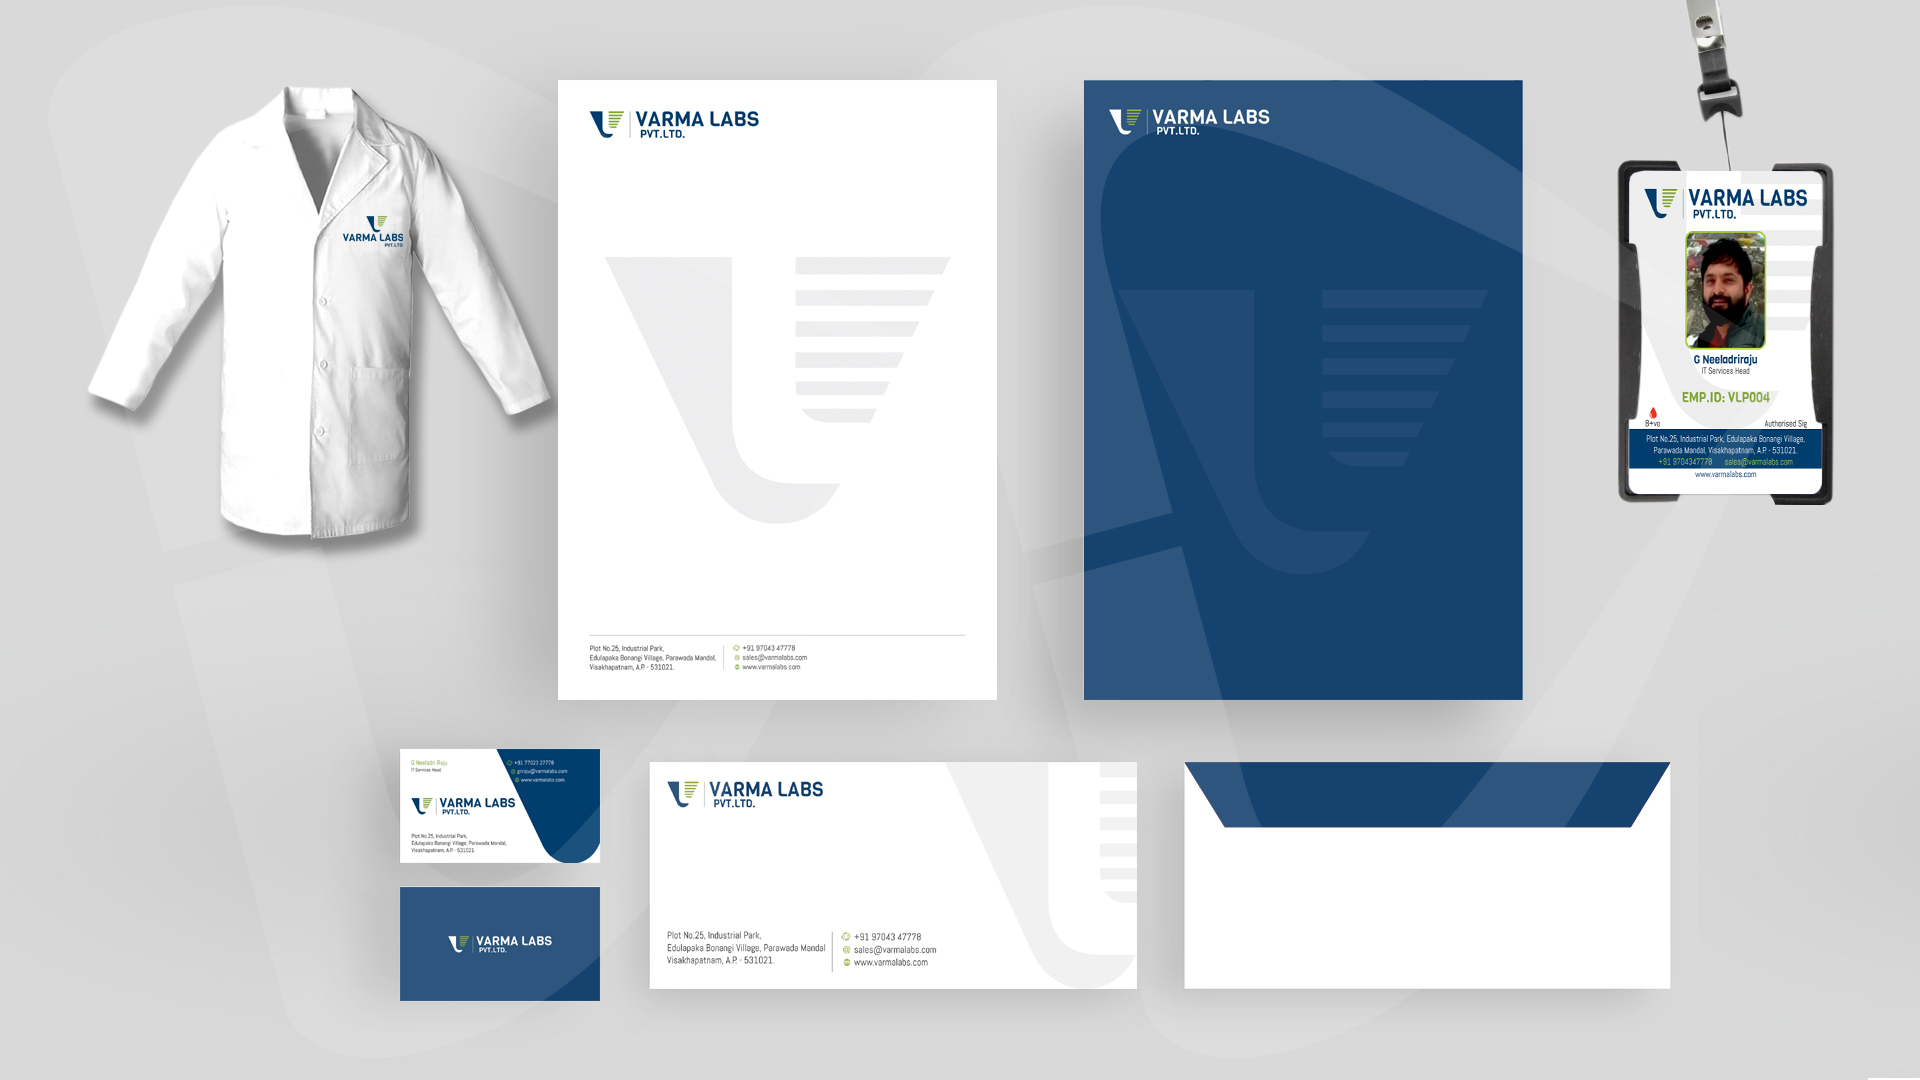 VARMA LABS
PVT.LTD.
VARMA LABS
PVT.LTD.
Plot No.25, Industrial Park,
Edulapaka Bonangi Village, Parawada Mandal,
Visakhapatnam, A.P. - 531021.
+91 97043 47778
sales@varmalabs.com
www.varmalabs.com
VARMA LABS
PVT.LTD.
VARMA LABS
PVT.LTD.
G Neeladriraju
IT Services Head
EMP.ID: VLP004
B+ve
Authorised Sig
Plot No.25, Industrial Park, Edulapaka Bonangi Village,
Parawada Mandal, Visakhapatnam, A.P. - 531021.
+91 9704347778 sales@varmalabs.com
www.varmalabs.com
G Neeladri Raju
IT Services Head
+91 77023 27778
gnraju@varmalabs.com
www.varmalabs.com
VARMA LABS
PVT.LTD.
Plot No.25, Industrial Park,
Edulapaka Bonangi Village, Parawada Mandal,
Visakhapatnam, A.P. - 531021.
VARMA LABS
PVT.LTD.
VARMA LABS
PVT.LTD.
Plot No.25, Industrial Park,
Edulapaka Bonangi Village, Parawada Mandal
Visakhapatnam, A.P. - 531021.
+91 97043 47778
sales@varmalabs.com
www.varmalabs.com